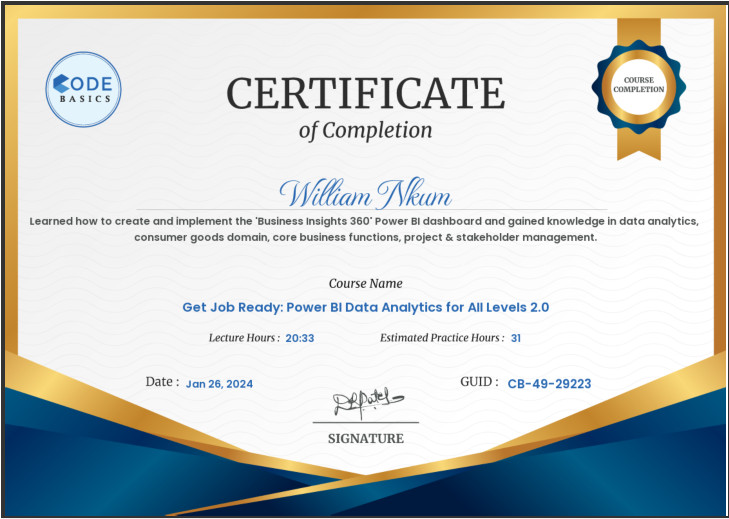 CODE
BASICS
COURSE
COMPLETION
CERTIFICATE
of Completion
William Nkum
Learned how to create and implement the 'Business Insights 360' Power BI dashboard and gained knowledge in data analytics,
consumer goods domain, core business functions, project & stakeholder management.
Course Name
Get Job Ready: Power BI Data Analytics for All Levels 2.0
Lecture Hours : 20:33 Estimated Practice Hours : 31
Date : Jan 26, 2024 GUID : CB-49-29223
SIGNATURE